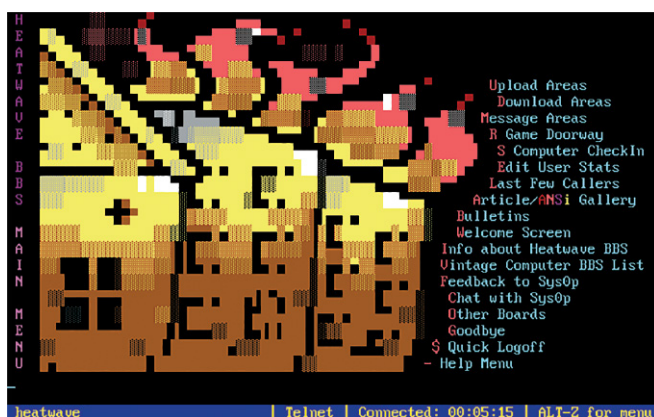 HEATWAVE BBS MAIN MENU
Upload Areas
Download Areas
Message Areas
R Game Doorway
S Computer CheckIn
Edit User Stats
Last Few Callers
Article/ANSi Gallery
Bulletins
Welcome Screen
Info about Heatwave BBS
Vintage Computer BBS List
Feedback to SysOp
Chat with SysOp
Other Boards
Goodbye
$ Quick Logoff
- Help Menu
heatwave | Telnet | Connected: 00:05:15 | ALT-Z for menu